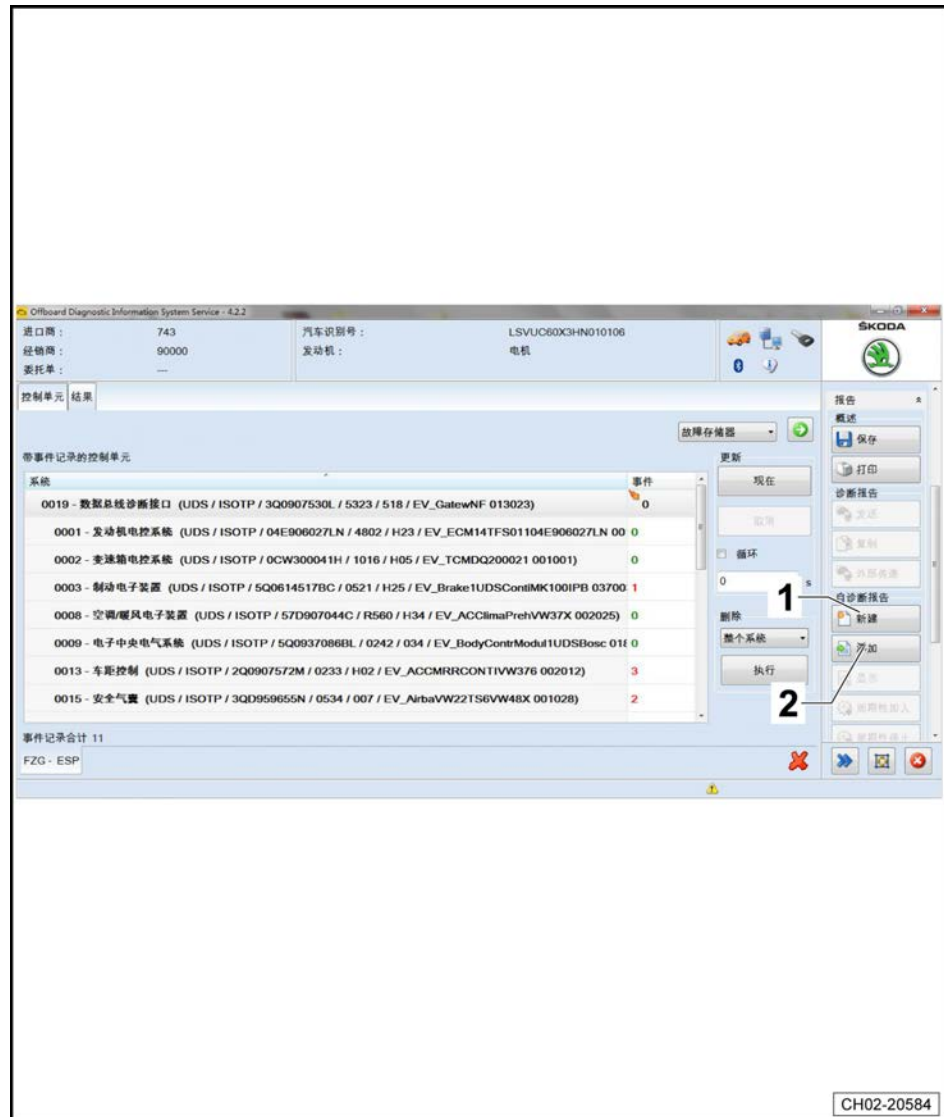 Offboard Diagnostic Information System Service - 4.2.2
进口商： 743 汽车识别号： LSVUC60X3HN010106
经销商： 90000 发动机： 电机
委托单： ---
ŠKODA
控制单元 结果
故障存储器
带事件记录的控制单元
系统 事件
0019 - 数据总线诊断接口 (UDS / ISOTP / 3Q0907530L / 5323 / 518 / EV_GatewNF 013023) 0
0001 - 发动机电控系统 (UDS / ISOTP / 04E906027LN / 4802 / H23 / EV_ECM14TFS01104E906027LN 00 0
0002 - 变速箱电控系统 (UDS / ISOTP / 0CW300041H / 1016 / H05 / EV_TCMDQ200021 001001) 0
0003 - 制动电子装置 (UDS / ISOTP / 5Q0614517BC / 0521 / H25 / EV_Brake1UDSContiMK100IPB 03700 1
0008 - 空调/暖风电子装置 (UDS / ISOTP / 57D907044C / R560 / H34 / EV_ACClimaPrehVW37X 002025) 0
0009 - 电子中央电气系统 (UDS / ISOTP / 5Q0937086BL / 0242 / 034 / EV_BodyContrModul1UDSBosc 018 0
0013 - 车距控制 (UDS / ISOTP / 2Q0907572M / 0233 / H02 / EV_ACCMRRCONTIVW376 002012) 3
0015 - 安全气囊 (UDS / ISOTP / 3QD959655N / 0534 / 007 / EV_AirbaVW22TS6VW48X 001028) 2
事件记录合计 11
FZG - ESP
更新
现在
取消
循环
0 s
删除
整个系统
执行
报告
概述
保存
打印
诊断报告
发送
复制
自诊断报告
新建
添加
显示
1
2
CH02-20584